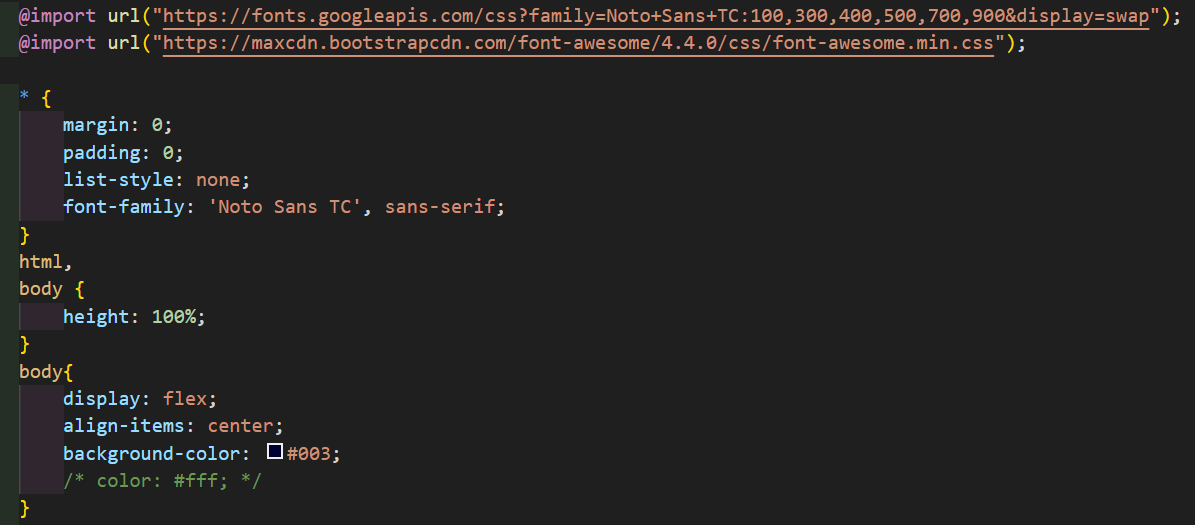 @import url("https://fonts.googleapis.com/css?family=Noto+Sans+TC:100,300,400,500,700,900&display=swap");
@import url("https://maxcdn.bootstrapcdn.com/font-awesome/4.4.0/css/font-awesome.min.css");
* {
margin: 0;
padding: 0;
list-style: none;
font-family: 'Noto Sans TC', sans-serif;
}
html,
body {
height: 100%;
}
body{
display: flex;
align-items: center;
background-color: #003;
/* color: #fff; */
}